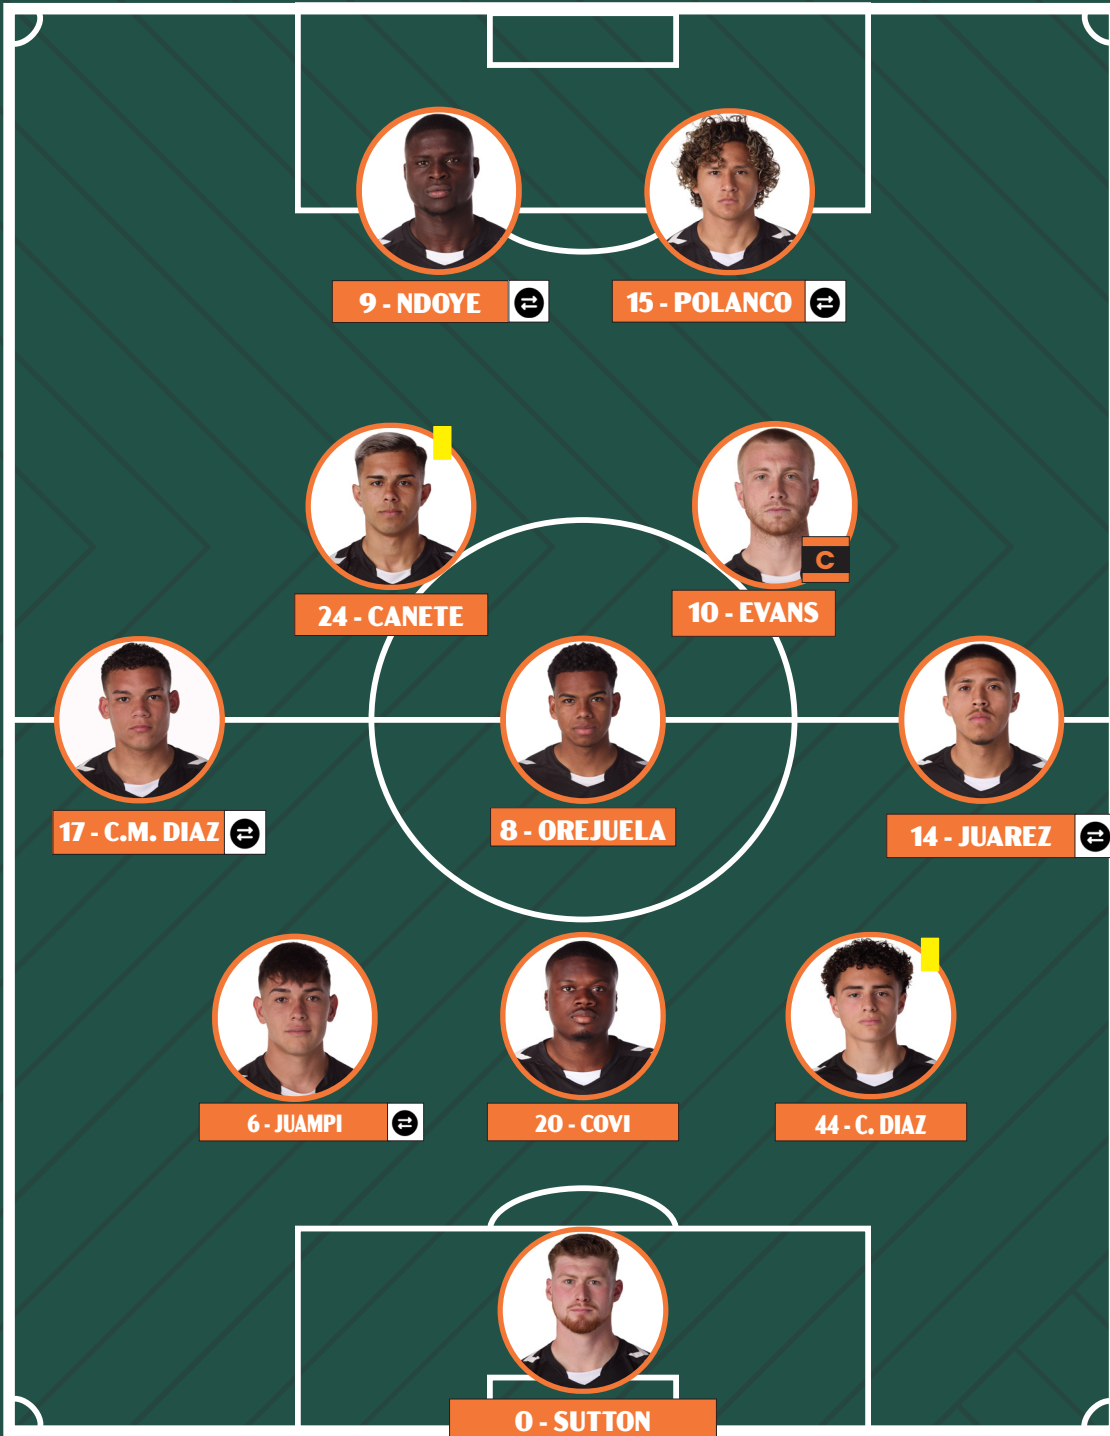 9 - NDOYE
15 - POLANCO
24 - CANETE
10 - EVANS
C
17 - C.M. DIAZ
8 - OREJUELA
14 - JUAREZ
6 - JUAMPI
20 - COVI
44 - C. DIAZ
0 - SUTTON